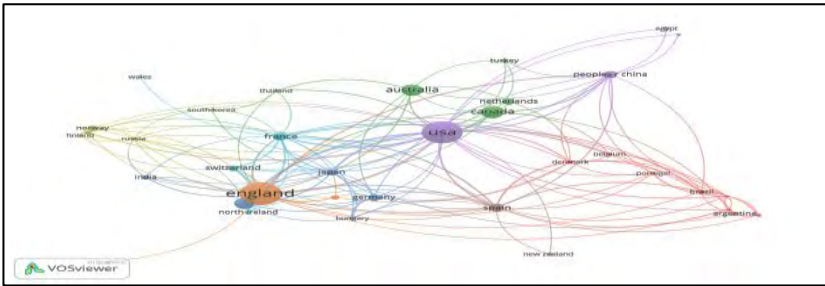 egypt
turkey
peoples r china
wales
australia
thailand
netherlands
canada
south korea
norway
usa
finland
russia
france
belgium
denmark
switzerland
japan
portugal
india
england
brazil
germany
spain
north ireland
argentina
hungary
new zealand
VOSviewer